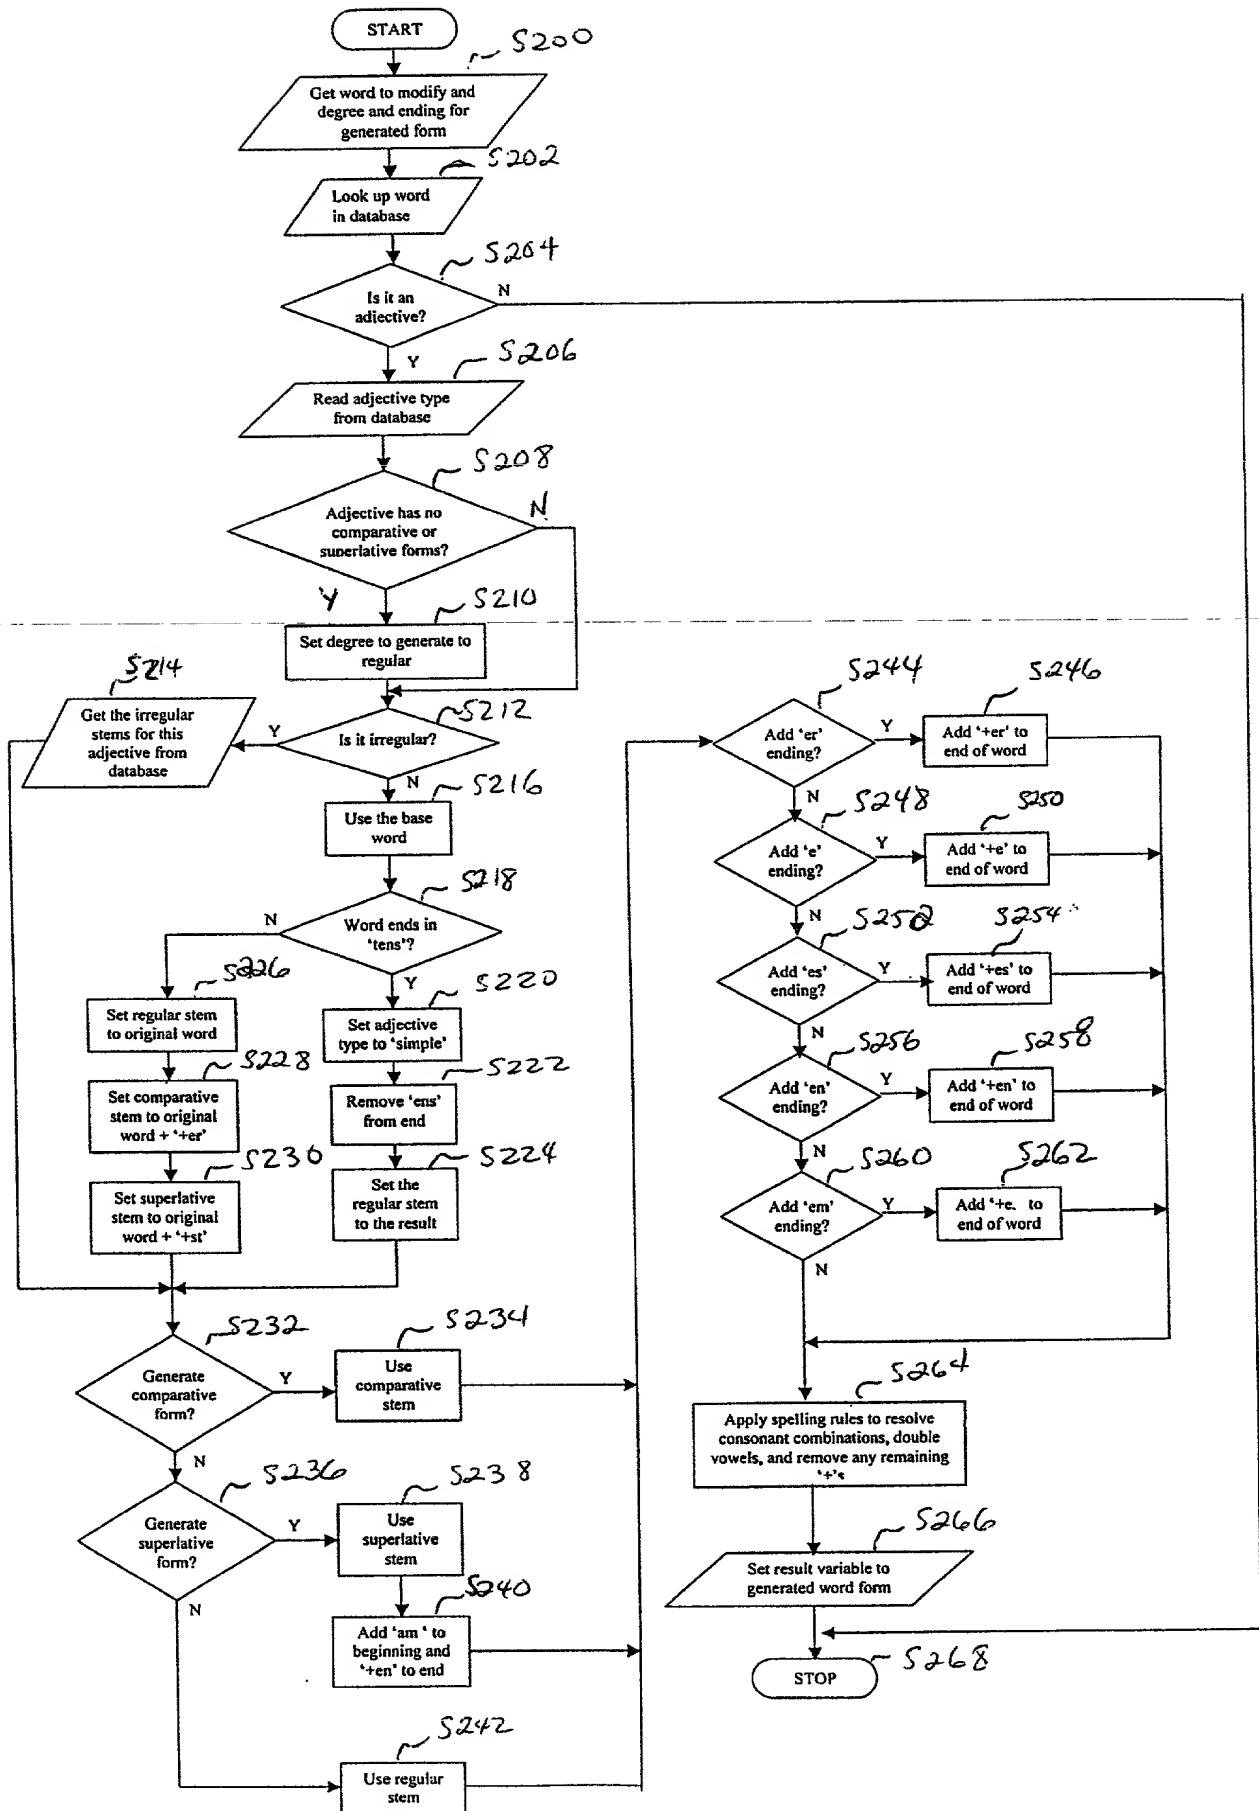 START
S200
Get word to modify and
degree and ending for
generated form
S202
Look up word
in database
S204
Is it an
adjective?
N
Y
S206
Read adjective type
from database
S208
Adjective has no
comparative or
superlative forms?
N
Y
S210
Set degree to generate to
regular
S214
Get the irregular
stems for this
adjective from
database
S212
Is it irregular?
Y
N
S216
Use the base
word
S218
Word ends in
'tens'?
N
Y
S226
Set regular stem
to original word
S220
Set adjective
type to 'simple'
S228
Set comparative
stem to original
word + '+er'
S222
Remove 'ens'
from end
S230
Set superlative
stem to original
word + '+st'
S224
Set the
regular stem
to the result
S232
Generate
comparative
form?
Y
N
S234
Use
comparative
stem
S236
Generate
superlative
form?
Y
N
S238
Use
superlative
stem
S240
Add 'am ' to
beginning and
'+en' to end
S242
Use regular
stem
S244
Add 'er'
ending?
Y
N
S246
Add '+er' to
end of word
S248
Add 'e'
ending?
Y
N
S250
Add '+e' to
end of word
S252
Add 'es'
ending?
Y
N
S254
Add '+es' to
end of word
S256
Add 'en'
ending?
Y
N
S258
Add '+en' to
end of word
S260
Add 'em'
ending?
Y
N
S262
Add '+e. to
end of word
S264
Apply spelling rules to resolve
consonant combinations, double
vowels, and remove any remaining
'+'s
S266
Set result variable to
generated word form
STOP
S268